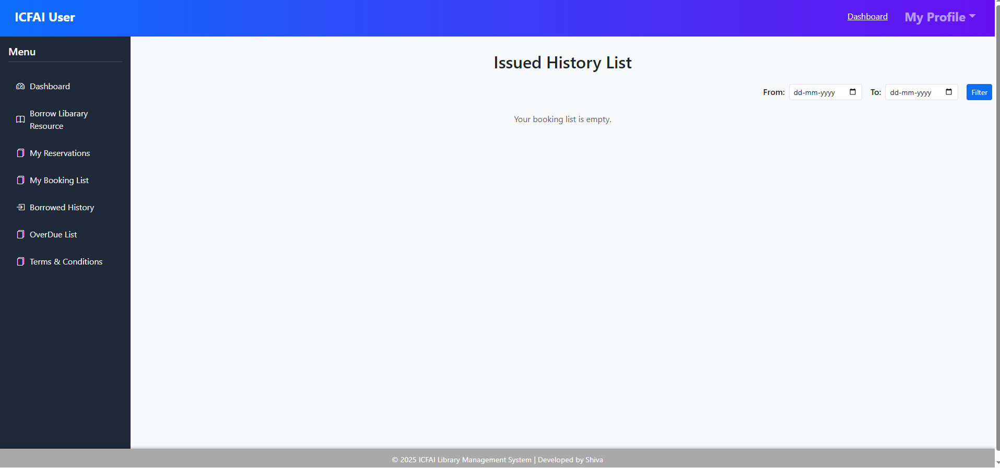 ICFAI User
Dashboard
My Profile
Menu
Dashboard
Borrow Libarary
Resource
My Reservations
My Booking List
Borrowed History
OverDue List
Terms & Conditions
Issued History List
From: dd-mm-yyyy To: dd-mm-yyyy Filter
Your booking list is empty.
© 2025 ICFAI Library Management System | Developed by Shiva